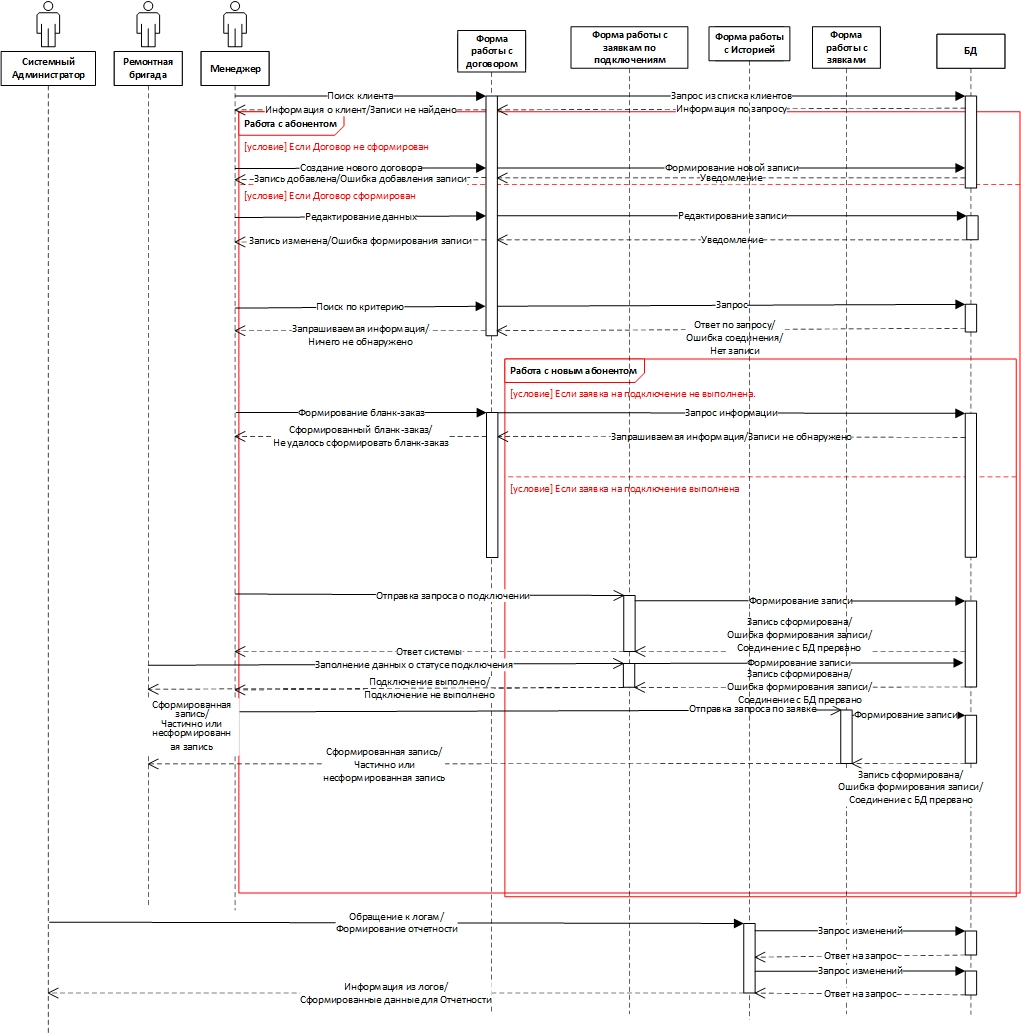 Системный
Администратор
Ремонтная
бригада
Менеджер
Форма
работы с
договором
Форма работы с
заявкам по
подключениям
Форма работы
с Историей
Форма
работы с
зявками
БД
Поиск клиента
Запрос из списка клиентов
Информация о клиент/Записи не найдено
Информация по запросу
Работа с абонентом
[условие] Если Договор не сформирован
Создание нового договора
Формирование новой записи
Запись добавлена/Ошибка добавления записи
Уведомление
[условие] Если Договор сформирован
Редактирование данных
Редактирование записи
Запись изменена/Ошибка формирования записи
Уведомление
Поиск по критерию
Запрос
Запрашиваемая информация/
Ничего не обнаружено
Ответ по запросу/
Ошибка соединения/
Нет записи
Работа с новым абонентом
[условие] Если заявка на подключение не выполнена.
Формирование бланк-заказ
Запрос информации
Сформированный бланк-заказ/
Не удалось сформировать бланк-заказ
Запрашиваемая информация/Записи не обнаружено
[условие] Если заявка на подключение выполнена
Отправка запроса о подключении
Формирование записи
Запись сформирована/
Ошибка формирования записи/
Соединение с БД прервано
Ответ системы
Заполнение данных о статусе подключения
Формирование записи
Запись сформирована/
Ошибка формирования записи/
Соединение с БД прервано
Подключение выполнено/
Подключение не выполнено
Сформированная
запись/
Частично или
несформированн
ая запись
Отправка запроса по заявке
Формирование записи
Сформированная запись/
Частично или
несформированная запись
Запись сформирована/
Ошибка формирования записи/
Соединение с БД прервано
Обращение к логам/
Формирование отчетности
Запрос изменений
Ответ на запрос
Запрос изменений
Информация из логов/
Сформированные данные для Отчетности
Ответ на запрос